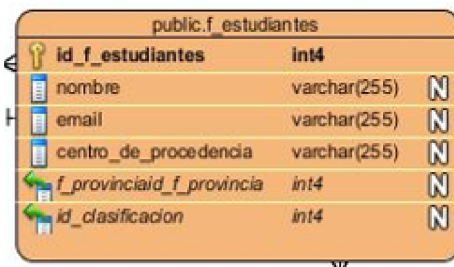 public.f_estudiantes
id_f_estudiantes int4
nombre varchar(255) N
email varchar(255) N
centro_de_procedencia varchar(255) N
f_provinciaid_f_provincia int4 N
id_clasificacion int4 N